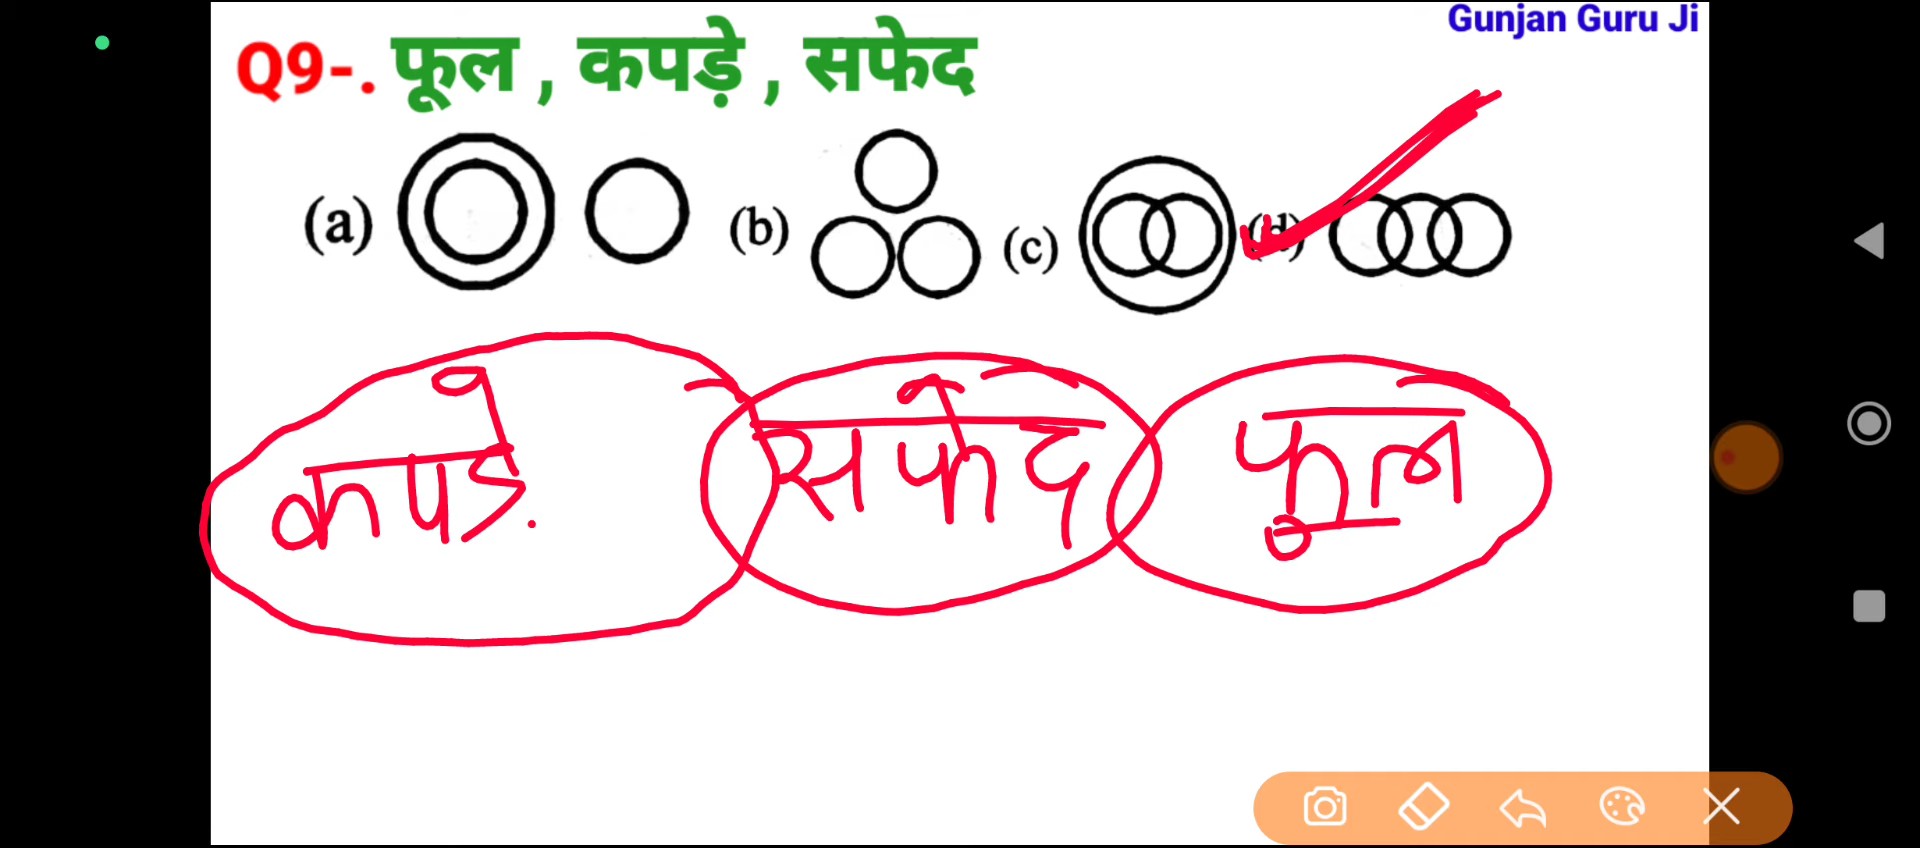 Gunjan Guru Ji
Q9-. फूल , कपड़े , सफेद
(a) (b) (c) (d)
कपडे. सफेद फूल